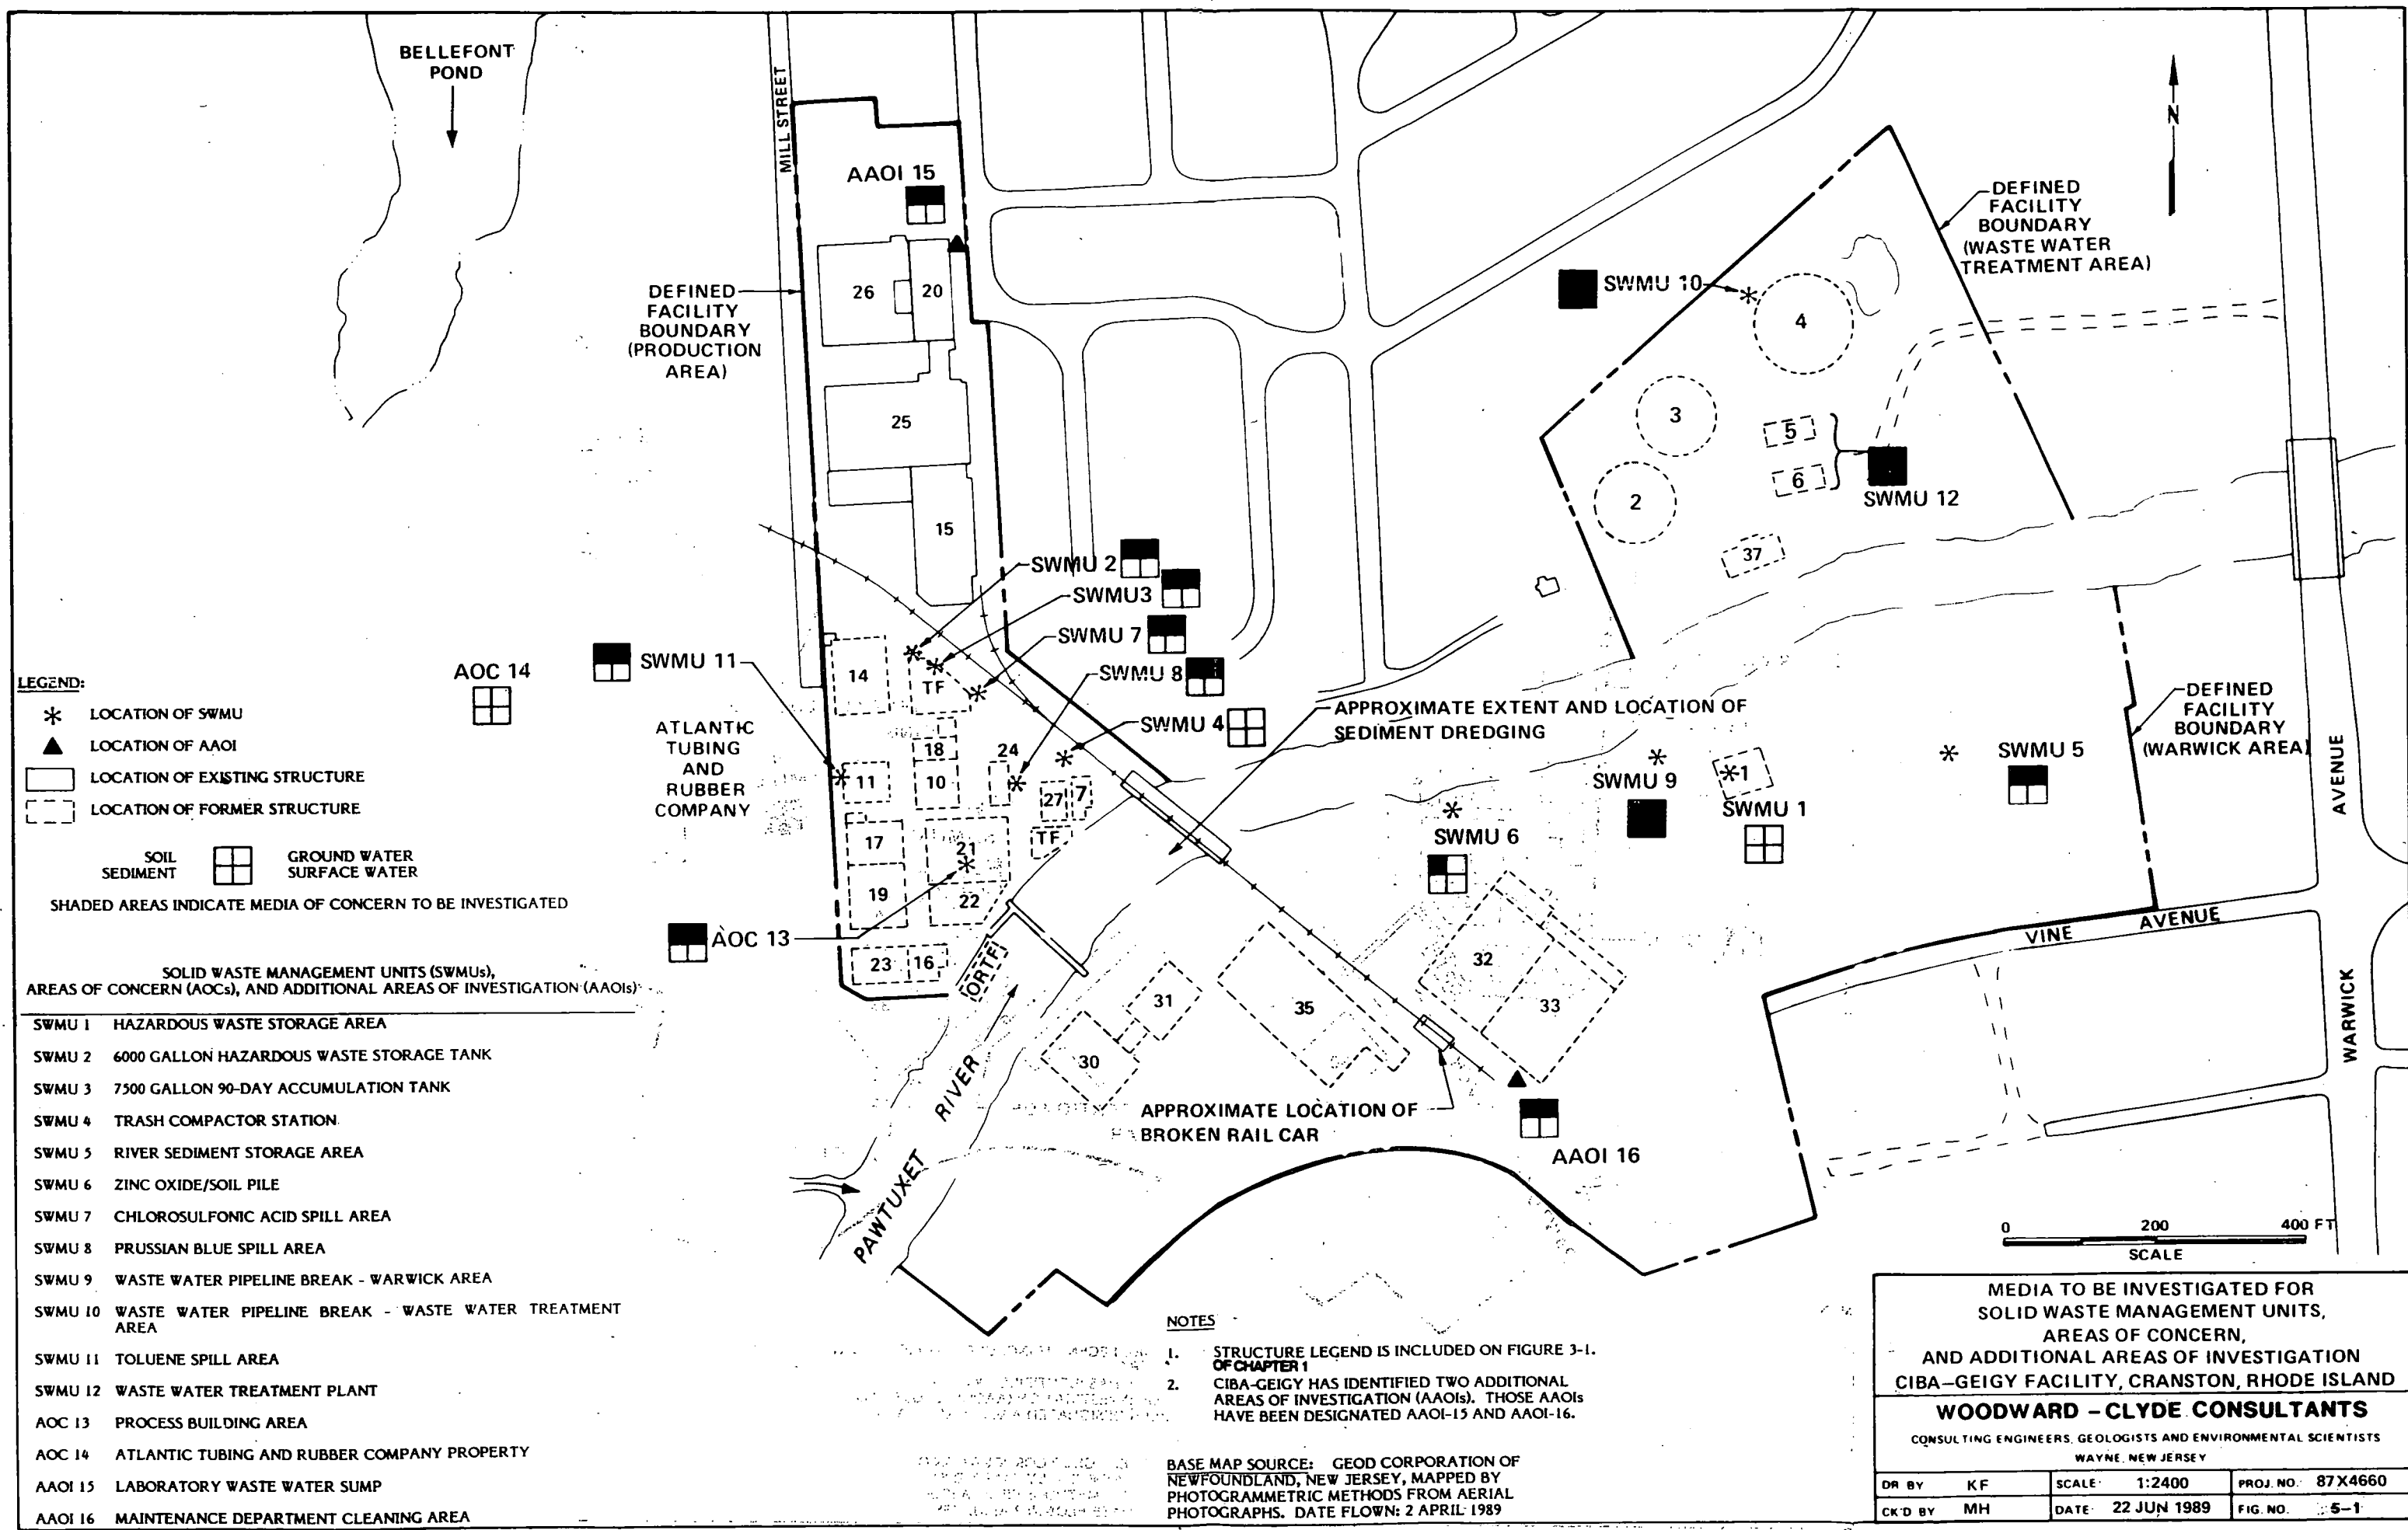 BELLEFONT
POND
MILL STREET
N
AAOI 15
DEFINED
FACILITY
BOUNDARY
(WASTE WATER
TREATMENT AREA)
SWMU 10
DEFINED
FACILITY
BOUNDARY
(PRODUCTION
AREA)
26
20
4
3
25
5
6
2
SWMU 12
15
37
SWMU 2
SWMU3
SWMU 7
SWMU 8
SWMU 4
SWMU 11
14
TF
AOC 14
APPROXIMATE EXTENT AND LOCATION OF
SEDIMENT DREDGING
DEFINED
FACILITY
BOUNDARY
(WARWICK AREA)
ATLANTIC
TUBING
AND
RUBBER
COMPANY
18
24
11
10
27
7
TF
17
21
19
22
SWMU 9
1
SWMU 1
SWMU 5
SWMU 6
AVENUE
AOC 13
23
16
ORTF
31
30
35
32
33
VINE AVENUE
WARWICK
PAWTUXET RIVER
APPROXIMATE LOCATION OF
BROKEN RAIL CAR
AAOI 16
LEGEND:
LOCATION OF SWMU
LOCATION OF AAOI
LOCATION OF EXISTING STRUCTURE
LOCATION OF FORMER STRUCTURE
SOIL
SEDIMENT
GROUND WATER
SURFACE WATER
SHADED AREAS INDICATE MEDIA OF CONCERN TO BE INVESTIGATED
SOLID WASTE MANAGEMENT UNITS (SWMUs),
AREAS OF CONCERN (AOCs), AND ADDITIONAL AREAS OF INVESTIGATION (AAOIs)
SWMU 1 HAZARDOUS WASTE STORAGE AREA
SWMU 2 6000 GALLON HAZARDOUS WASTE STORAGE TANK
SWMU 3 7500 GALLON 90-DAY ACCUMULATION TANK
SWMU 4 TRASH COMPACTOR STATION
SWMU 5 RIVER SEDIMENT STORAGE AREA
SWMU 6 ZINC OXIDE/SOIL PILE
SWMU 7 CHLOROSULFONIC ACID SPILL AREA
SWMU 8 PRUSSIAN BLUE SPILL AREA
SWMU 9 WASTE WATER PIPELINE BREAK - WARWICK AREA
SWMU 10 WASTE WATER PIPELINE BREAK - WASTE WATER TREATMENT
AREA
SWMU 11 TOLUENE SPILL AREA
SWMU 12 WASTE WATER TREATMENT PLANT
AOC 13 PROCESS BUILDING AREA
AOC 14 ATLANTIC TUBING AND RUBBER COMPANY PROPERTY
AAOI 15 LABORATORY WASTE WATER SUMP
AAOI 16 MAINTENANCE DEPARTMENT CLEANING AREA
NOTES
1. STRUCTURE LEGEND IS INCLUDED ON FIGURE 3-1.
OF CHAPTER 1
2. CIBA-GEIGY HAS IDENTIFIED TWO ADDITIONAL
AREAS OF INVESTIGATION (AAOIs). THOSE AAOIs
HAVE BEEN DESIGNATED AAOI-15 AND AAOI-16.
BASE MAP SOURCE: GEOD CORPORATION OF
NEWFOUNDLAND, NEW JERSEY, MAPPED BY
PHOTOGRAMMETRIC METHODS FROM AERIAL
PHOTOGRAPHS. DATE FLOWN: 2 APRIL 1989
0 200 400 FT
SCALE
MEDIA TO BE INVESTIGATED FOR
SOLID WASTE MANAGEMENT UNITS,
AREAS OF CONCERN,
AND ADDITIONAL AREAS OF INVESTIGATION
CIBA-GEIGY FACILITY, CRANSTON, RHODE ISLAND
WOODWARD - CLYDE CONSULTANTS
CONSULTING ENGINEERS, GEOLOGISTS AND ENVIRONMENTAL SCIENTISTS
WAYNE, NEW JERSEY
DR BY KF SCALE: 1:2400 PROJ. NO. 87X4660
CK'D BY MH DATE: 22 JUN 1989 FIG. NO. 5-1